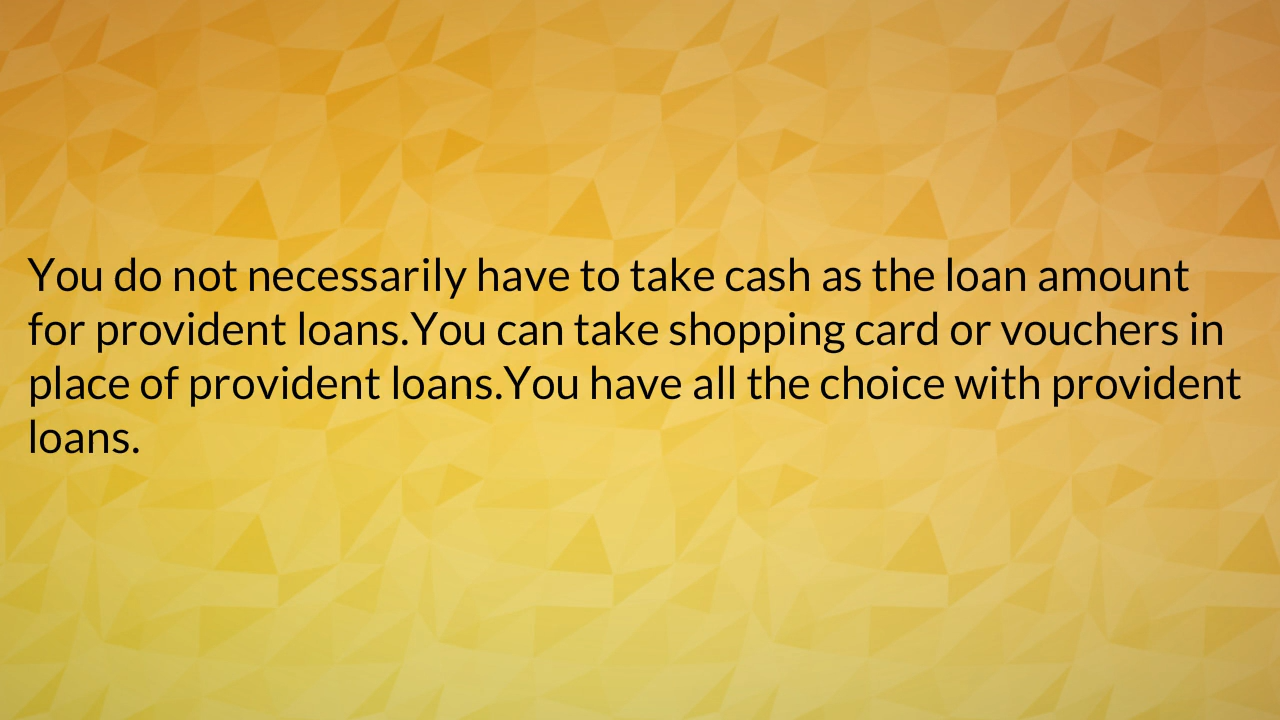 You do not necessarily have to take cash as the loan amount
for provident loans.You can take shopping card or vouchers in
place of provident loans.You have all the choice with provident
loans.